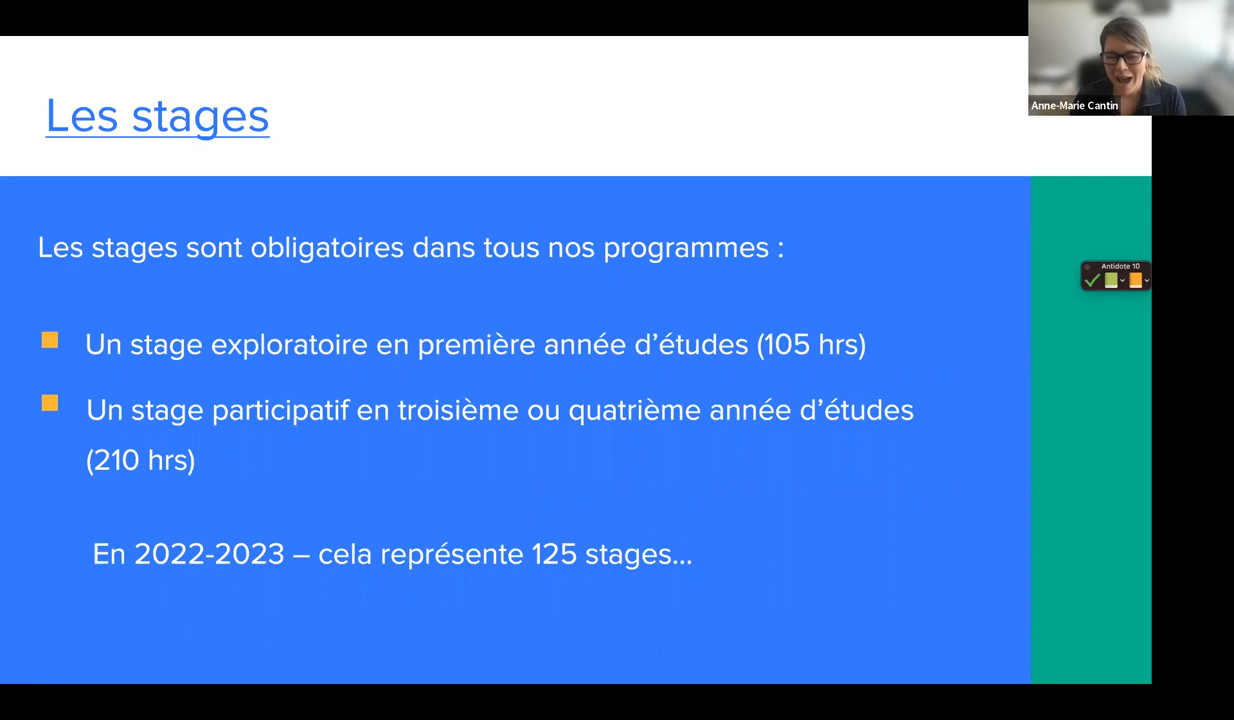 Les stages
Anne-Marie Cantin
Les stages sont obligatoires dans tous nos programmes :
Antidote 10
Un stage exploratoire en première année d’études (105 hrs)
Un stage participatif en troisième ou quatrième année d’études
(210 hrs)
En 2022-2023 – cela représente 125 stages...